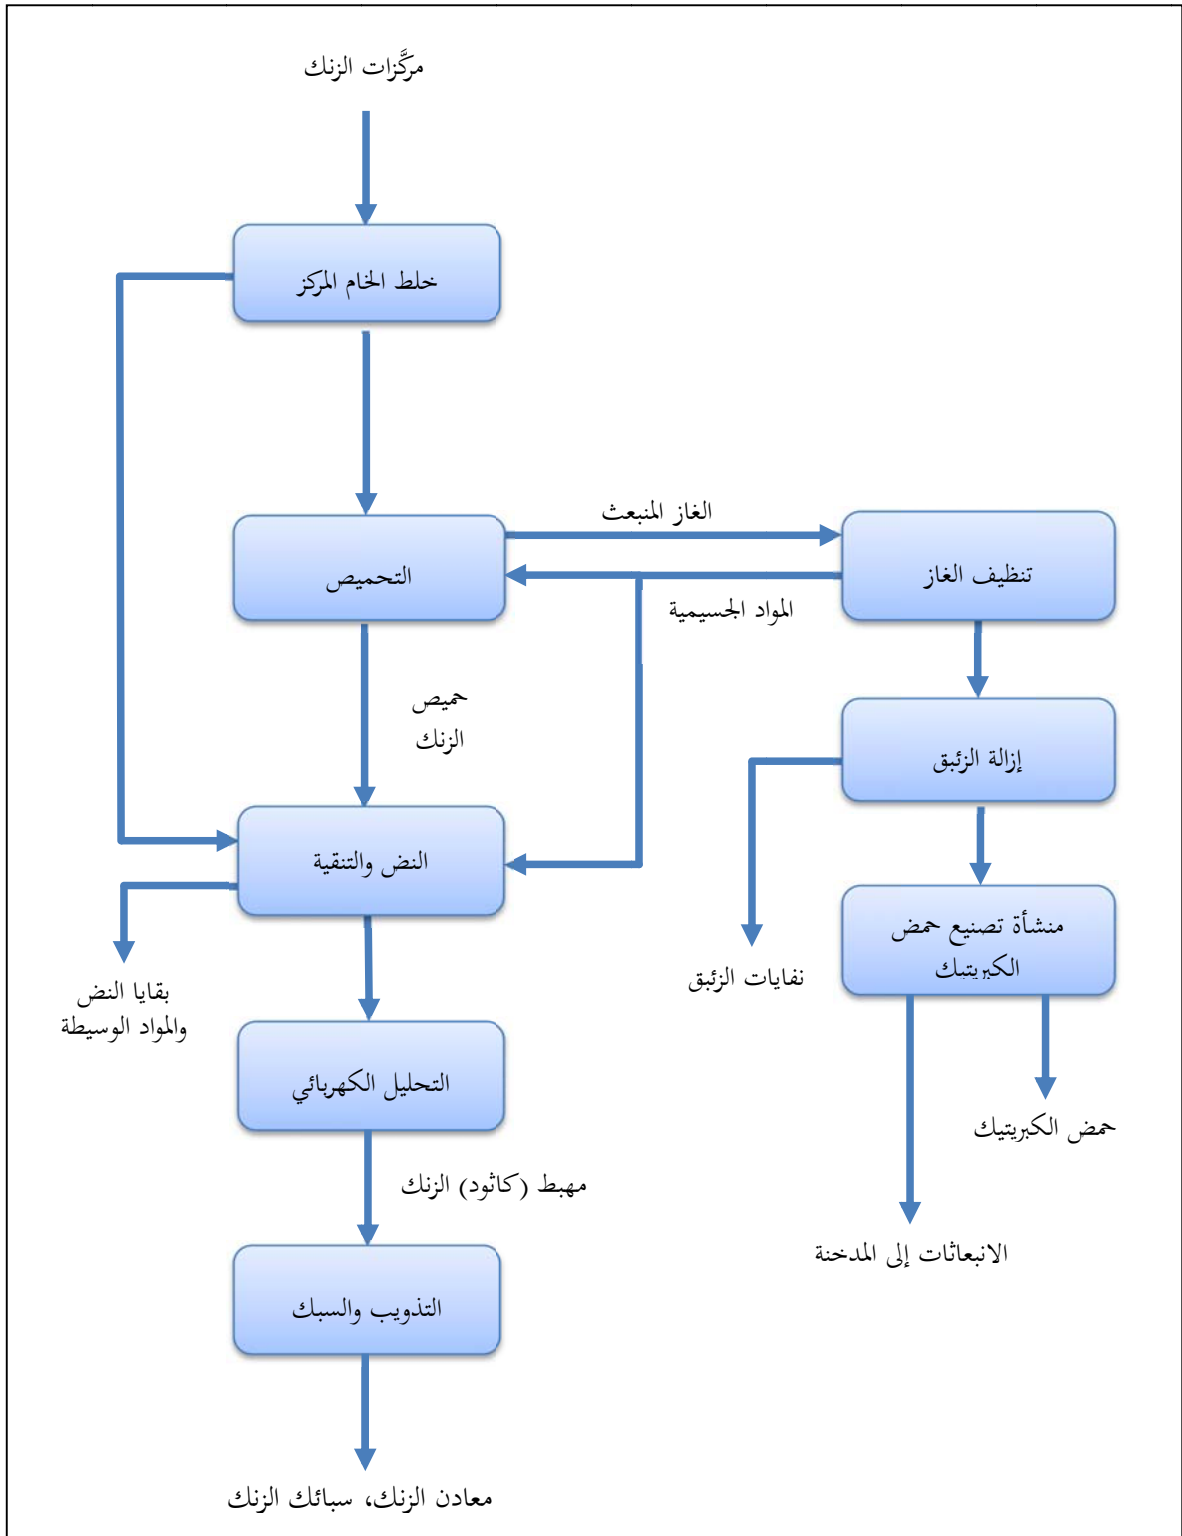 مركَّزات الزنك
خلط الخام المركز
الغاز المنبعث
التحميص
تنظيف الغاز
المواد الجسيمية
حميص
الزنك
إزالة الزئبق
النض والتنقية
منشأة تصنيع حمض
الكبريتيك
نفايات الزئبق
بقايا النض
والمواد الوسيطة
التحليل الكهربائي
حمض الكبريتيك
مهبط (كاثود) الزنك
الانبعاثات إلى المدخنة
التذويب والسبك
معادن الزنك، سبائك الزنك